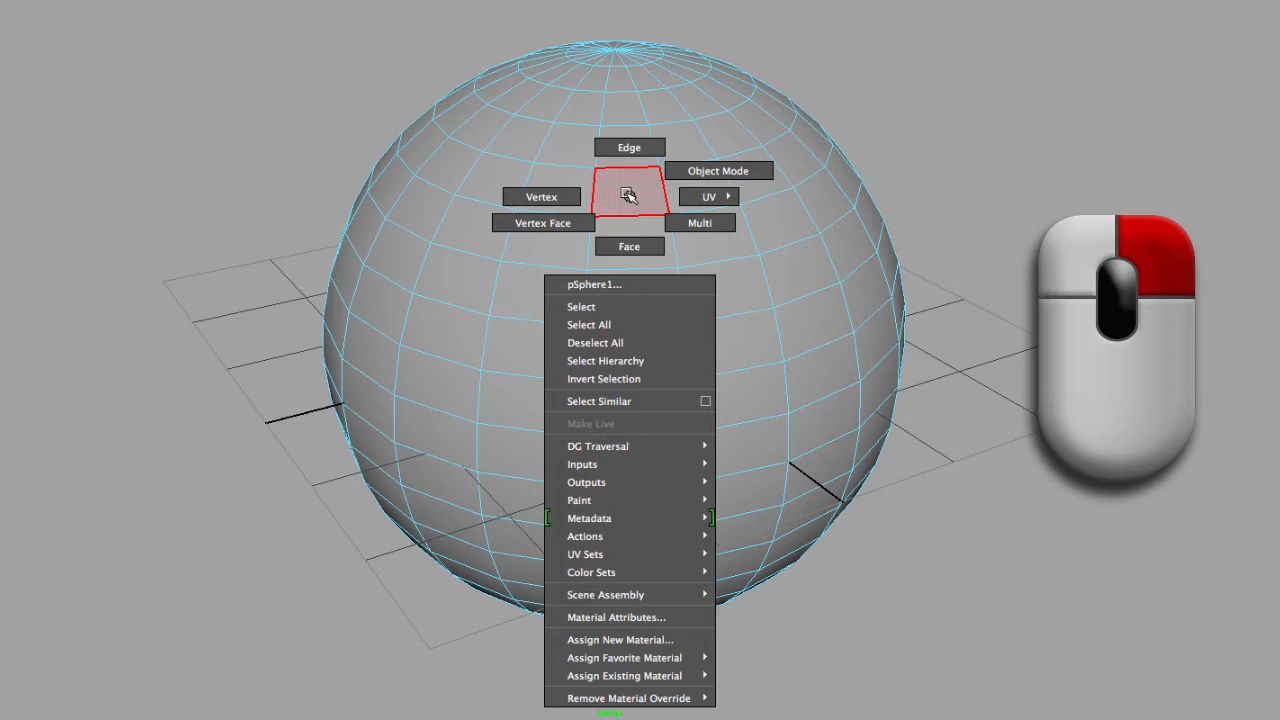 Edge
Object Mode
Vertex
UV
Vertex Face
Multi
Face
pSphere1...
Select
Select All
Deselect All
Select Hierarchy
Invert Selection
Select Similar
Make Live
DG Traversal
Inputs
Outputs
Paint
Metadata
Actions
UV Sets
Color Sets
Scene Assembly
Material Attributes...
Assign New Material...
Assign Favorite Material
Assign Existing Material
Remove Material Override
persp